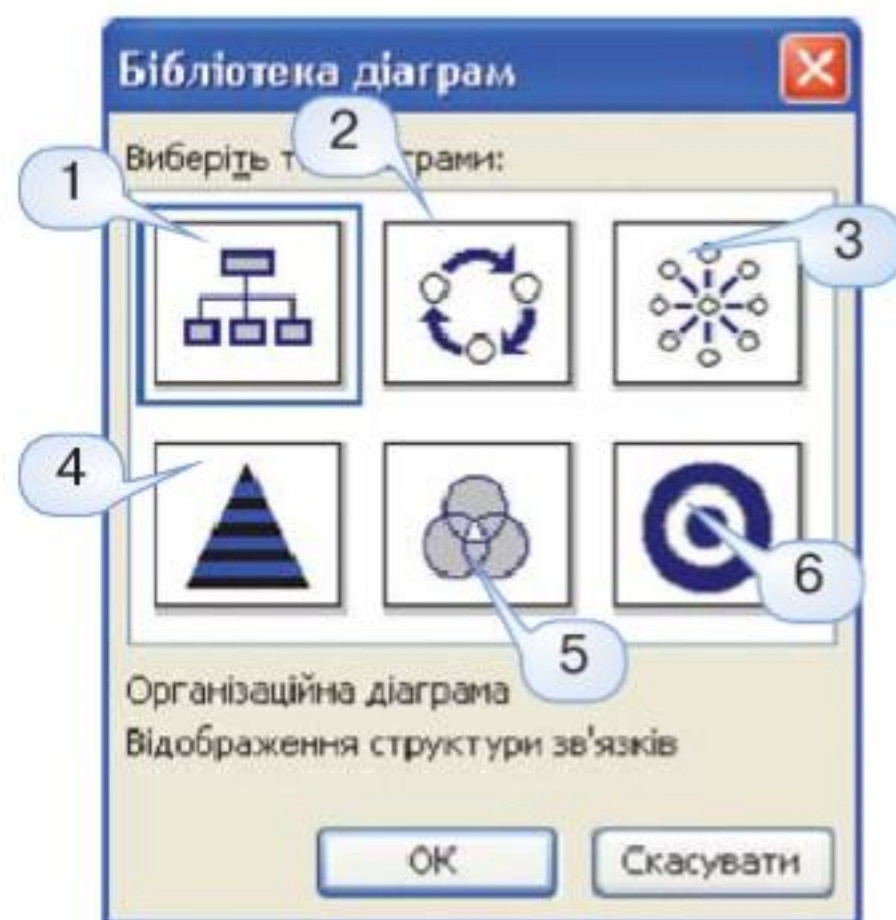 Бібліотека діаграм
2
Виберіть т грами:
1
3
4
6
5
Організаційна діаграма
Відображення структури зв'язків
ОК
Скасувати